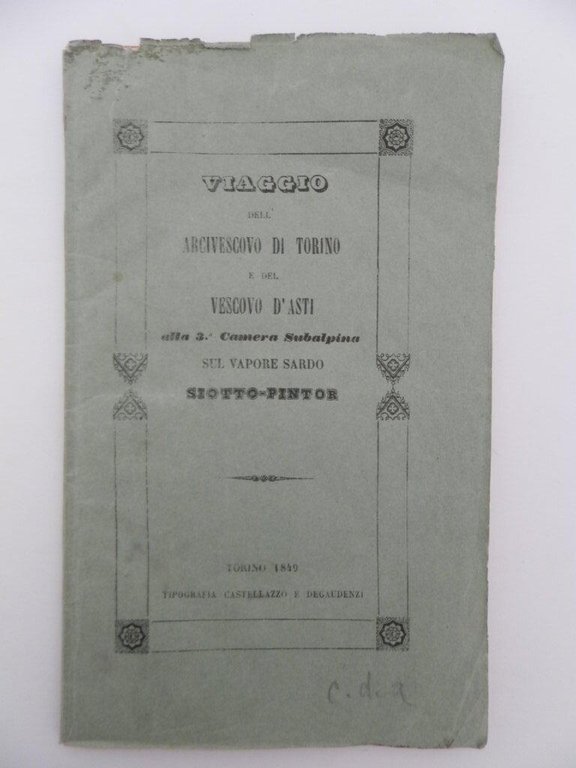 VIAGGIO
DELL'
ARCIVESCOVO DI TORINO
E DEL
VESCOVO D'ASTI
alla 3.ª Camera Subalpina
SUL VAPORE SARDO
SIOTTO-PINTOR
TORINO 1849
TIPOGRAFIA CASTELLAZZO E DEGAUDENZI
c.d.a